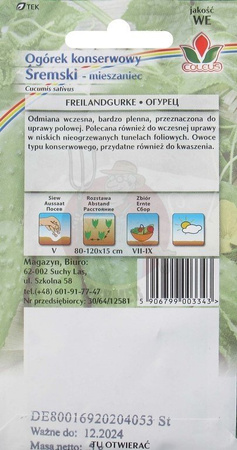 TEK
jakość
WE
Ogórek konserwowy
Śremski - mieszaniec
Cucumis sativus
COLEUS
FREILANDGURKE • ОГУРЕЦ
Odmiana wczesna, bardzo plenna, przeznaczona do
uprawy polowej. Polecana również do wczesnej uprawy
w niskich nieogrzewanych tunelach foliowych. Owoce
typu konserwowego, przydatne również do kwaszenia.
Siew
Aussaat
Посев
Rozstawa
Abstand
Расстояние
Zbiór
Ernte
Сбор
V
80-120x15 cm
VII-IX
Magazyn, Biuro:
62-002 Suchy Las,
ul. Szkolna 58
Tel.(+48) 601-91-77-47
Nr przedsiębiorcy: 30/64/12581
5 906799 003343 >
DE80016920204053 St
Ważne do: 12.2024
Masa netto:
TU OTWIERAĆ